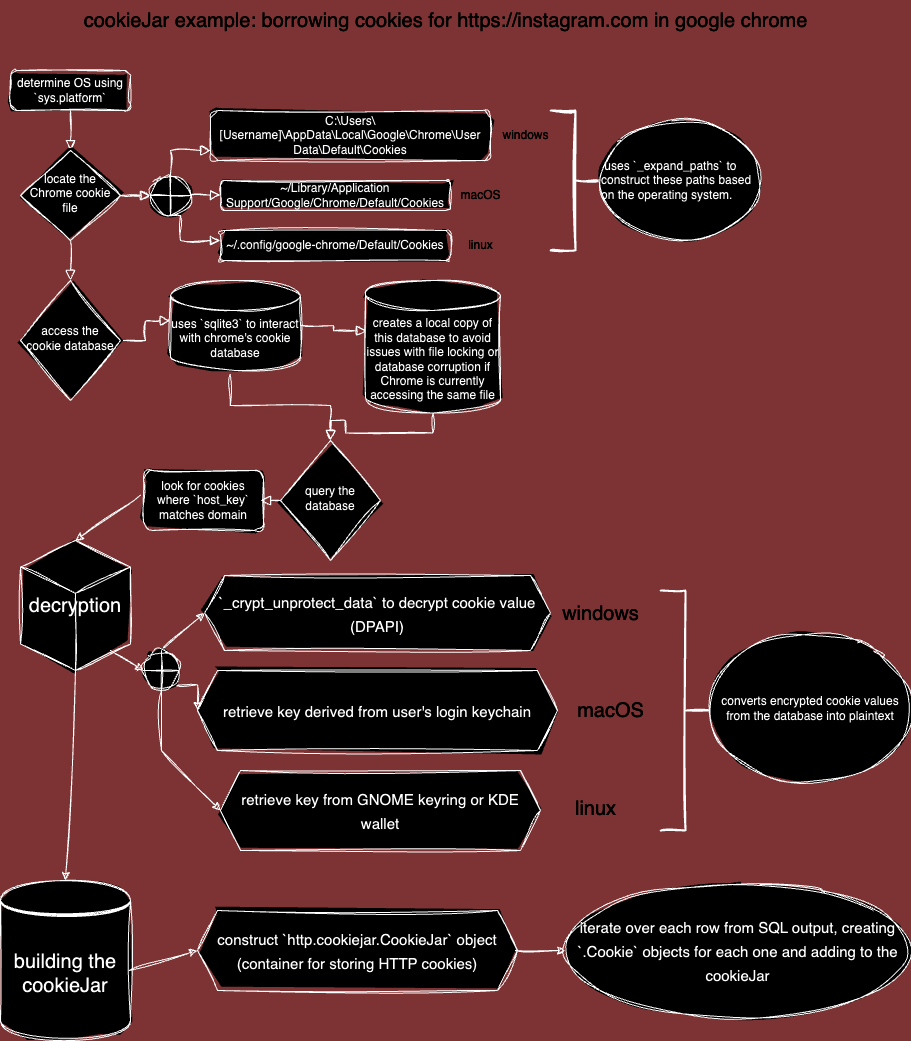 cookieJar example: borrowing cookies for https://instagram.com in google chrome
determine OS using
`sys.platform`
locate the
Chrome cookie
file
C:\Users\
[Username]\AppData\Local\Google\Chrome\User
Data\Default\Cookies
windows
~/Library/Application
Support/Google/Chrome/Default/Cookies
macOS
~/.config/google-chrome/Default/Cookies
linux
uses `_expand_paths` to
construct these paths based
on the operating system.
access the
cookie database
uses `sqlite3` to interact
with chrome's cookie
database
creates a local copy of
this database to avoid
issues with file locking or
database corruption if
Chrome is currently
accessing the same file
query the
database
look for cookies
where `host_key`
matches domain
decryption
`_crypt_unprotect_data` to decrypt cookie value
(DPAPI)
windows
retrieve key derived from user's login keychain
macOS
retrieve key from GNOME keyring or KDE
wallet
linux
converts encrypted cookie values
from the database into plaintext
building the
cookieJar
construct `http.cookiejar.CookieJar` object
(container for storing HTTP cookies)
iterate over each row from SQL output, creating
`.Cookie` objects for each one and adding to the
cookieJar